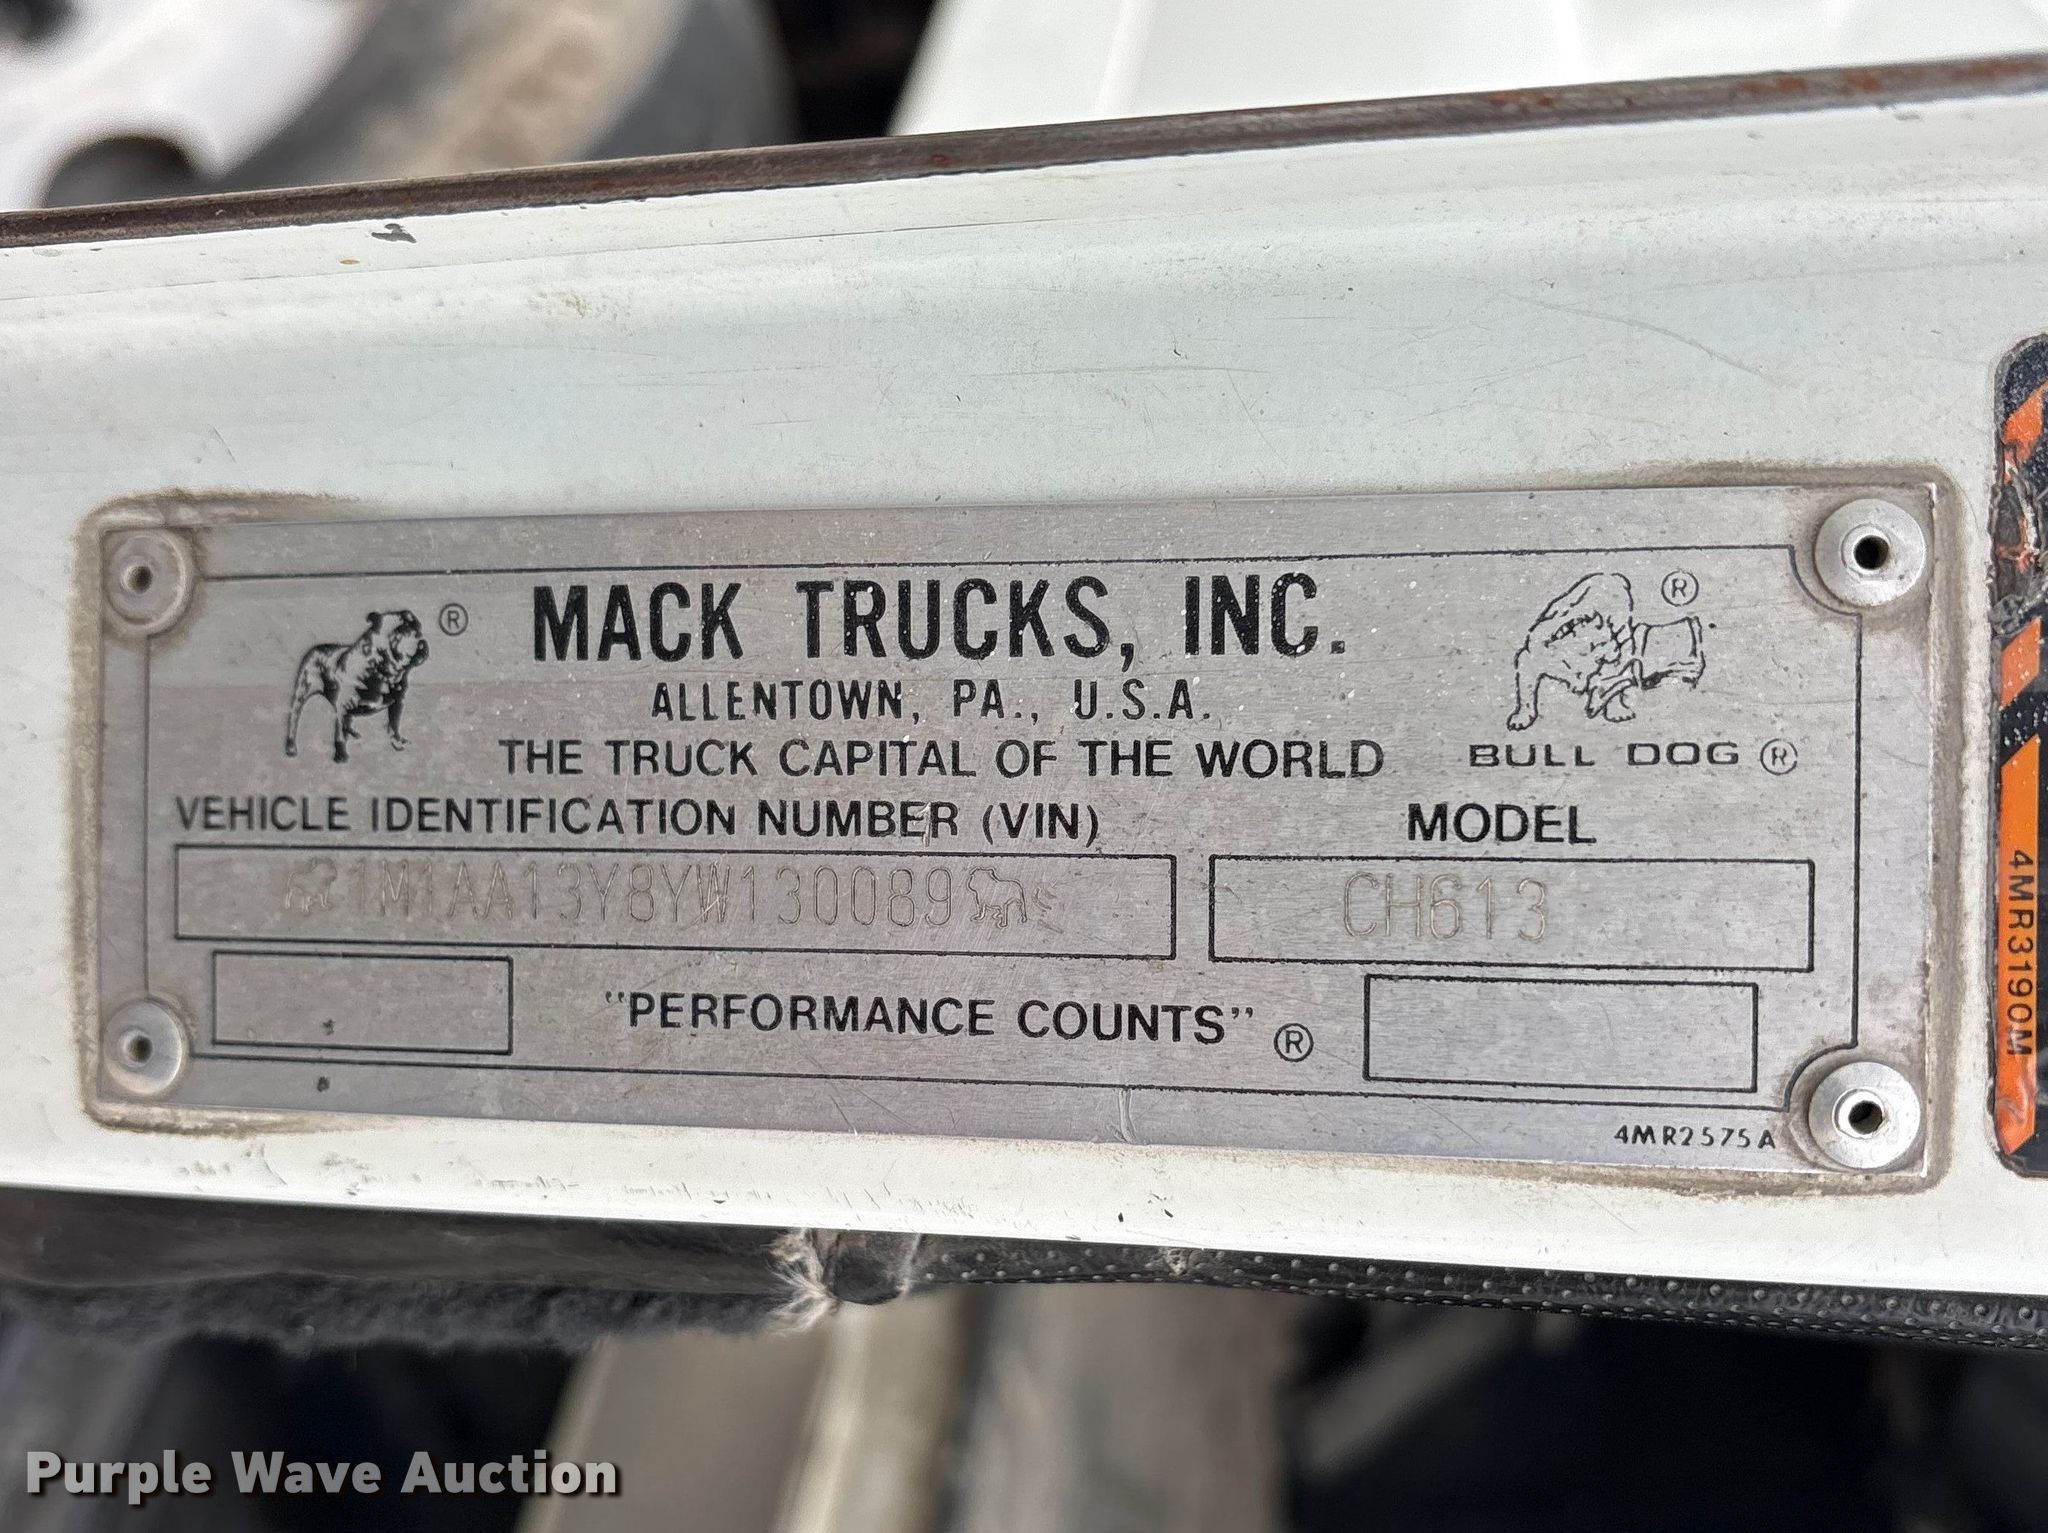 ® MACK TRUCKS, INC. ®
ALLENTOWN, PA., U.S.A.
THE TRUCK CAPITAL OF THE WORLD
BULL DOG ®
VEHICLE IDENTIFICATION NUMBER (VIN)
MODEL
1M1AA13Y8YW130089
CH613
"PERFORMANCE COUNTS" ®
4MR2575A
4MR3190M
Purple Wave Auction